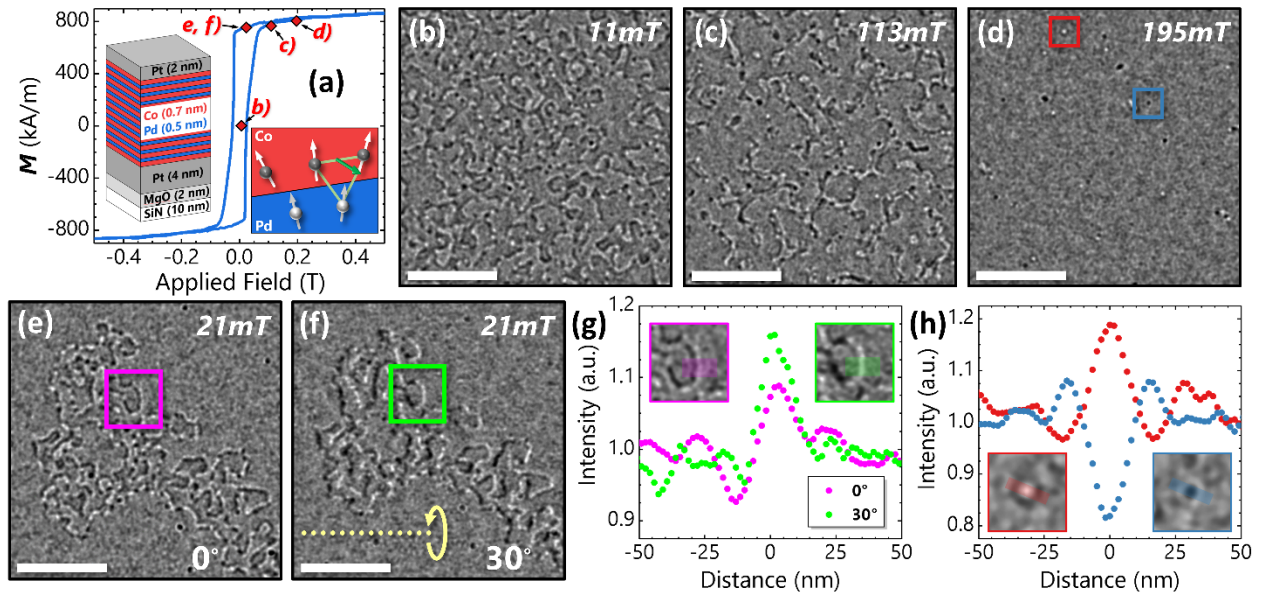 800
400
0
-400
-800
M (kA/m)
-0.4
-0.2
0.0
0.2
0.4
Applied Field (T)
(a)
e, f)
c)
d)
b)
Pt (2 nm)
Co (0.7 nm)
Pd (0.5 nm)
Pt (4 nm)
MgO (2 nm)
SiN (10 nm)
Co
Pd
(b)
11mT
(c)
113mT
(d)
195mT
(e)
21mT
0°
(f)
21mT
30°
(g)
1.2
1.1
1.0
0.9
Intensity (a.u.)
0°
30°
-50
-25
0
25
50
Distance (nm)
(h)
1.2
1.1
1.0
0.9
0.8
Intensity (a.u.)
-50
-25
0
25
50
Distance (nm)